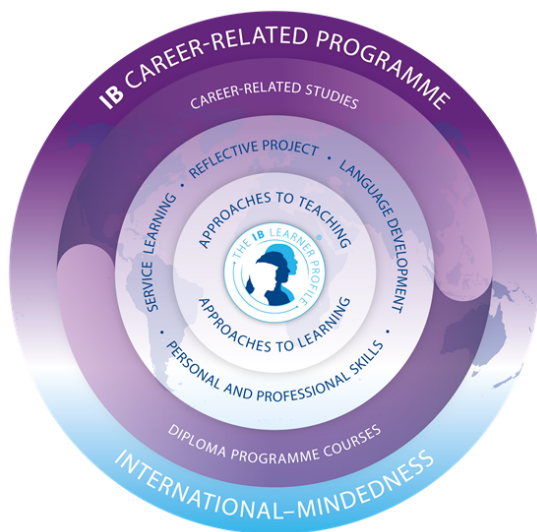 IB CAREER-RELATED PROGRAMME
CAREER-RELATED STUDIES
SERVICE LEARNING • REFLECTIVE PROJECT • LANGUAGE DEVELOPMENT •
PERSONAL AND PROFESSIONAL SKILLS •
APPROACHES TO TEACHING
THE IB LEARNER PROFILE
®
APPROACHES TO LEARNING
DIPLOMA PROGRAMME COURSES
INTERNATIONAL–MINDEDNESS